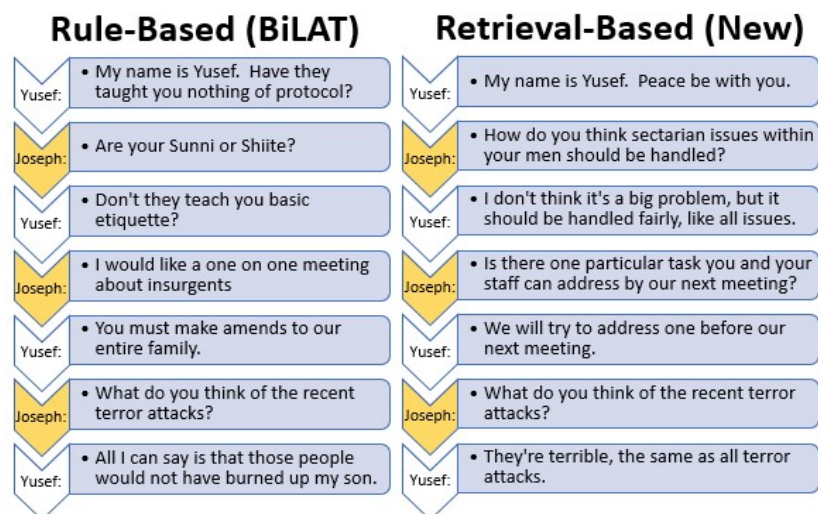 Rule-Based (BiLAT)
Yusef:
• My name is Yusef.  Have they
taught you nothing of protocol?
Joseph:
• Are your Sunni or Shiite?
Yusef:
• Don't they teach you basic
etiquette?
Joseph:
• I would like a one on one meeting
about insurgents
Yusef:
• You must make amends to our
entire family.
Joseph:
• What do you think of the recent
terror attacks?
Yusef:
• All I can say is that those people
would not have burned up my son.
Retrieval-Based (New)
Yusef:
• My name is Yusef.  Peace be with you.
Joseph:
• How do you think sectarian issues within
your men should be handled?
Yusef:
• I don't think it's a big problem, but it
should be handled fairly, like all issues.
Joseph:
• Is there one particular task you and your
staff can address by our next meeting?
Yusef:
• We will try to address one before our
next meeting.
Joseph:
• What do you think of the recent terror
attacks?
Yusef:
• They're terrible, the same as all terror
attacks.